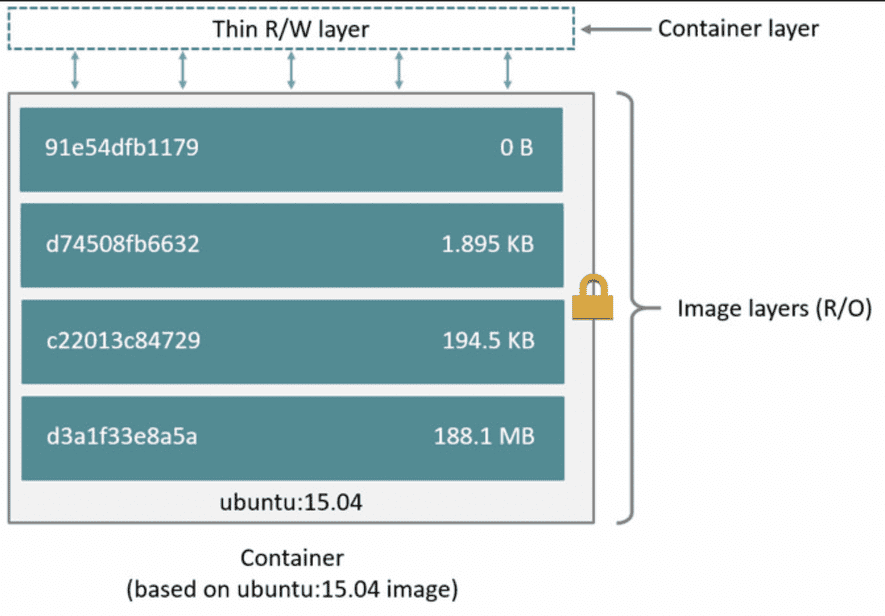 Thin R/W layer
Container layer
91e54dfb1179 0 B
d74508fb6632 1.895 KB
c22013c84729 194.5 KB
Image layers (R/O)
d3a1f33e8a5a 188.1 MB
ubuntu:15.04
Container
(based on ubuntu:15.04 image)